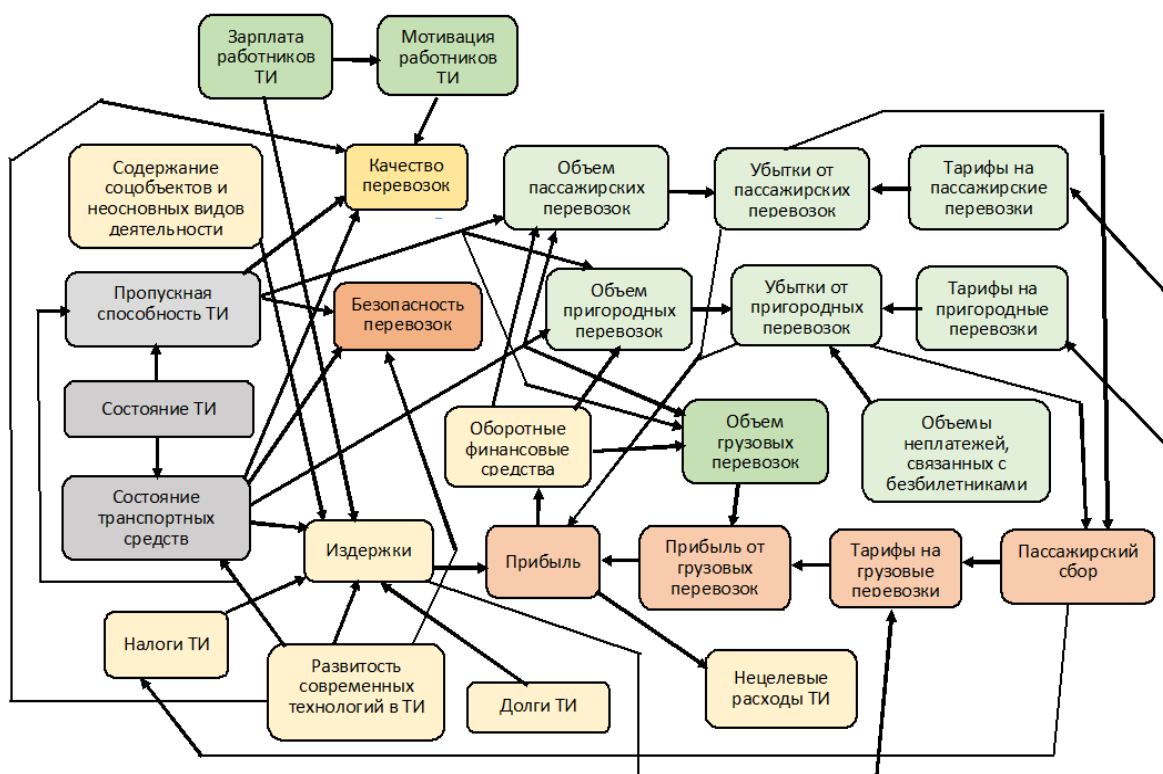 Зарплата
работников
ТИ
Мотивация
работников
ТИ
Содержание
соцобъектов и
неосновных видов
деятельности
Качество
перевозок
Объем
пассажирских
перевозок
Убытки от
пассажирских
перевозок
Тарифы на
пассажирские
перевозки
Пропускная
способность ТИ
Безопасность
перевозок
Объем
пригородных
перевозок
Убытки от
пригородных
перевозок
Тарифы на
пригородные
перевозки
Состояние ТИ
Оборотные
финансовые
средства
Объем
грузовых
перевозок
Объемы
неплатежей,
связанных с
безбилетниками
Состояние
транспортных
средств
Издержки
Прибыль
Прибыль от
грузовых
перевозок
Тарифы на
грузовые
перевозки
Пассажирский
сбор
Налоги ТИ
Развитость
современных
технологий в ТИ
Долги ТИ
Нецелевые
расходы ТИ